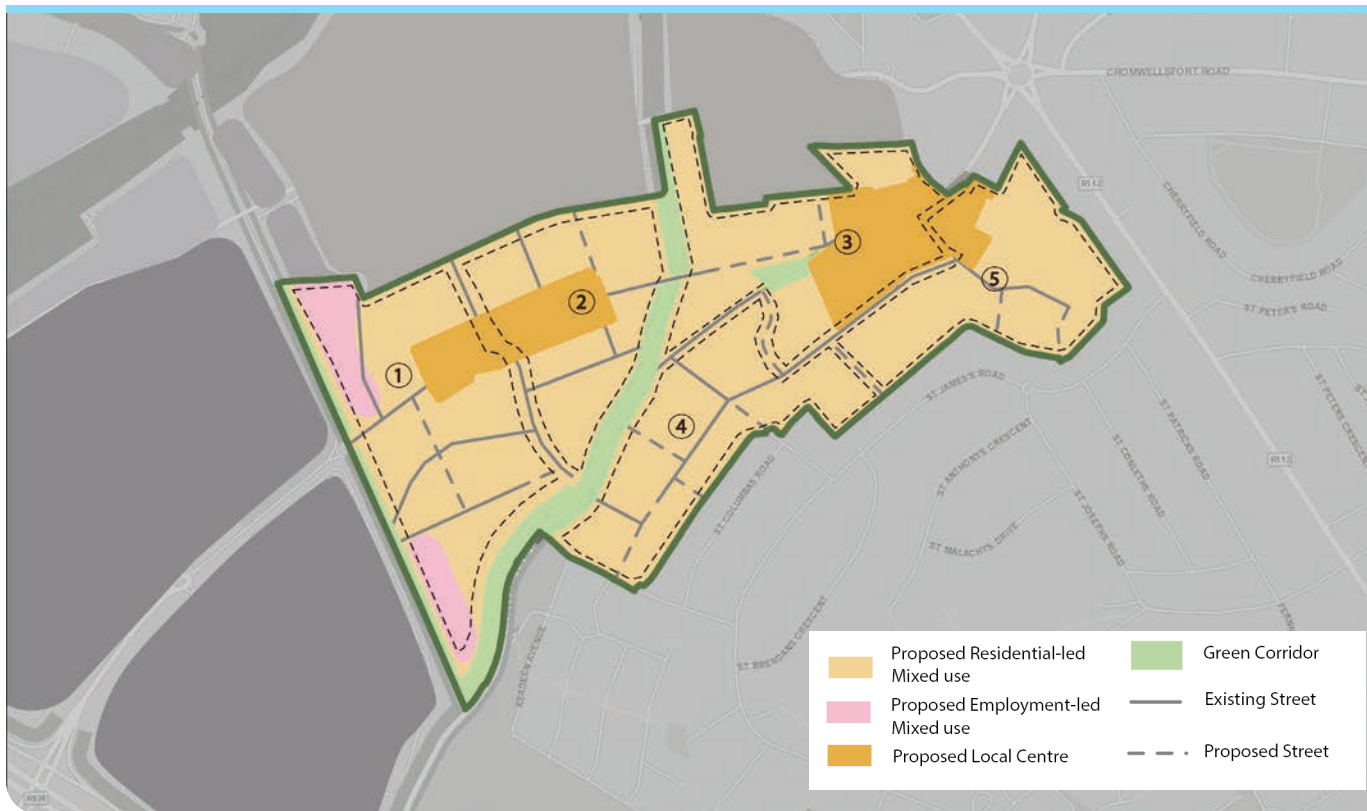 CROMWELLSFORT ROAD
R112
CHERRYFIELD ROAD
CHERRYFIELD ROAD
ST PETER'S ROAD
3
5
2
1
4
ST JAMES'S ROAD
ST ANTHONY'S CRESCENT
ST PATRICKS ROAD
ST PETERS CRESCENT
ST CONLETHS ROAD
R112
ST COLUMBAS ROAD
ST JOSEPHS ROAD
ST MALACHYS DRIVE
ST BRENDANS CRESCENT
KEADEEN AVENUE
Proposed Residential-led
Mixed use
Proposed Employment-led
Mixed use
Proposed Local Centre
Green Corridor
Existing Street
Proposed Street
R838